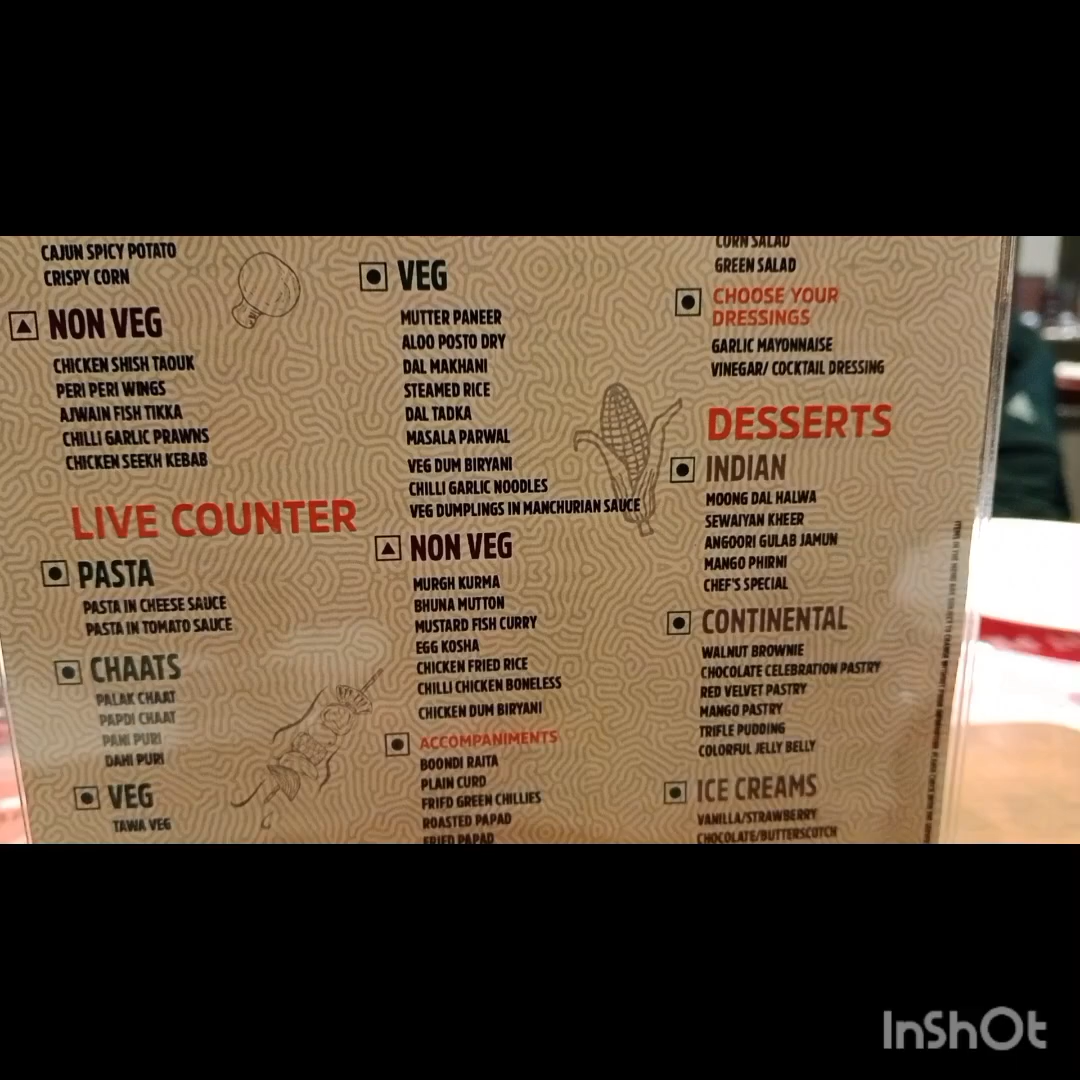 CAJUN SPICY POTATO
CRISPY CORN
NON VEG
CHICKEN SHISH TAOUK
PERI PERI WINGS
AJWAIN FISH TIKKA
CHILLI GARLIC PRAWNS
CHICKEN SEEKH KEBAB
LIVE COUNTER
PASTA
PASTA IN CHEESE SAUCE
PASTA IN TOMATO SAUCE
CHAATS
PALAK CHAAT
PAPDI CHAAT
PANI PURI
DAHI PURI
VEG
TAWA VEG
VEG
MUTTER PANEER
ALOO POSTO DRY
DAL MAKHANI
STEAMED RICE
DAL TADKA
MASALA PARWAL
VEG DUM BIRYANI
CHILLI GARLIC NOODLES
VEG DUMPLINGS IN MANCHURIAN SAUCE
NON VEG
MURGH KURMA
BHUNA MUTTON
MUSTARD FISH CURRY
EGG KOSHA
CHICKEN FRIED RICE
CHILLI CHICKEN BONELESS
CHICKEN DUM BIRYANI
ACCOMPANIMENTS
BOONDI RAITA
PLAIN CURD
FRIED GREEN CHILLIES
ROASTED PAPAD
FRIED PAPAD
CORN SALAD
GREEN SALAD
CHOOSE YOUR
DRESSINGS
GARLIC MAYONNAISE
VINEGAR/ COCKTAIL DRESSING
DESSERTS
INDIAN
MOONG DAL HALWA
SEWAIYAN KHEER
ANGOORI GULAB JAMUN
MANGO PHIRNI
CHEF'S SPECIAL
CONTINENTAL
WALNUT BROWNIE
CHOCOLATE CELEBRATION PASTRY
RED VELVET PASTRY
MANGO PASTRY
TRIFLE PUDDING
COLORFUL JELLY BELLY
ICE CREAMS
VANILLA/STRAWBERRY
CHOCOLATE/BUTTERSCOTCH
InShOt